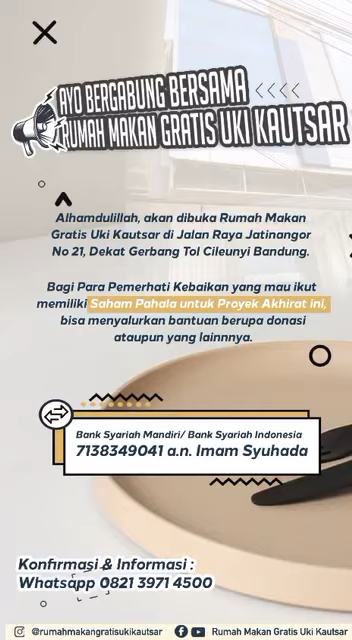 AYO BERGABUNG BERSAMA
RUMAH MAKAN GRATIS UKI KAUTSAR
Alhamdulillah, akan dibuka Rumah Makan
Gratis Uki Kautsar di Jalan Raya Jatinangor
No 21, Dekat Gerbang Tol Cileunyi Bandung.
Bagi Para Pemerhati Kebaikan yang mau ikut
memiliki Saham Pahala untuk Proyek Akhirat ini,
bisa menyalurkan bantuan berupa donasi
ataupun yang lainnnya.
Bank Syariah Mandiri/ Bank Syariah Indonesia
7138349041 a.n. Imam Syuhada
Konfirmasi & Informasi :
Whatsapp 0821 3971 4500
@rumahmakangratisukikautsar Rumah Makan Gratis Uki Kautsar